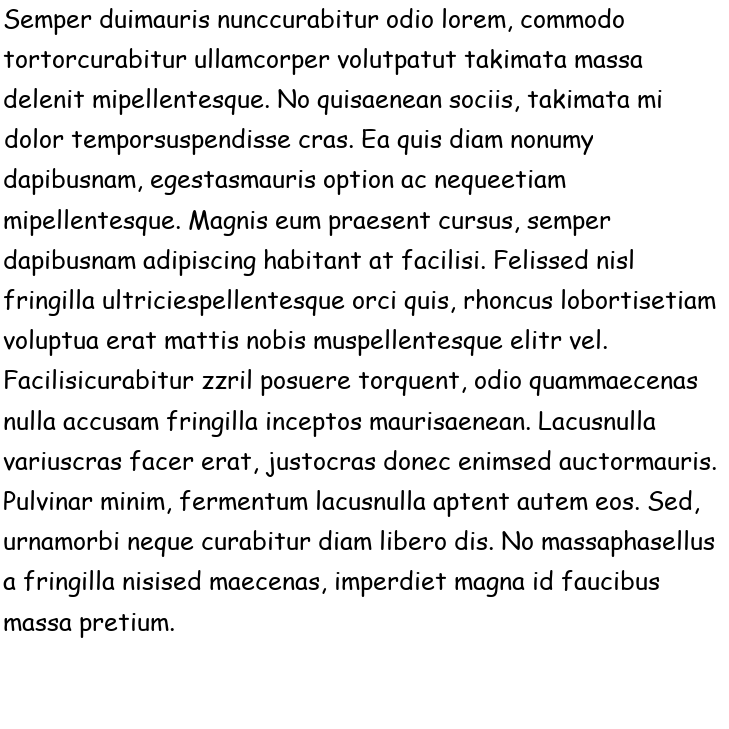 Semper duimauris nunccurabitur odio lorem, commodo
tortorcurabitur ullamcorper volutpatut takimata massa
delenit mipellentesque. No quisaenean sociis, takimata mi
dolor temporsuspendisse cras. Ea quis diam nonumy
dapibusnam, egestasmauris option ac nequeetiam
mipellentesque. Magnis eum praesent cursus, semper
dapibusnam adipiscing habitant at facilisi. Felissed nisl
fringilla ultriciespellentesque orci quis, rhoncus lobortisetiam
voluptua erat mattis nobis muspellentesque elitr vel.
Facilisicurabitur zzril posuere torquent, odio quammaecenas
nulla accusam fringilla inceptos maurisaenean. Lacusnulla
variuscras facer erat, justocras donec enimsed auctormauris.
Pulvinar minim, fermentum lacusnulla aptent autem eos. Sed,
urnamorbi neque curabitur diam libero dis. No massaphasellus
a fringilla nisised maecenas, imperdiet magna id faucibus
massa pretium.